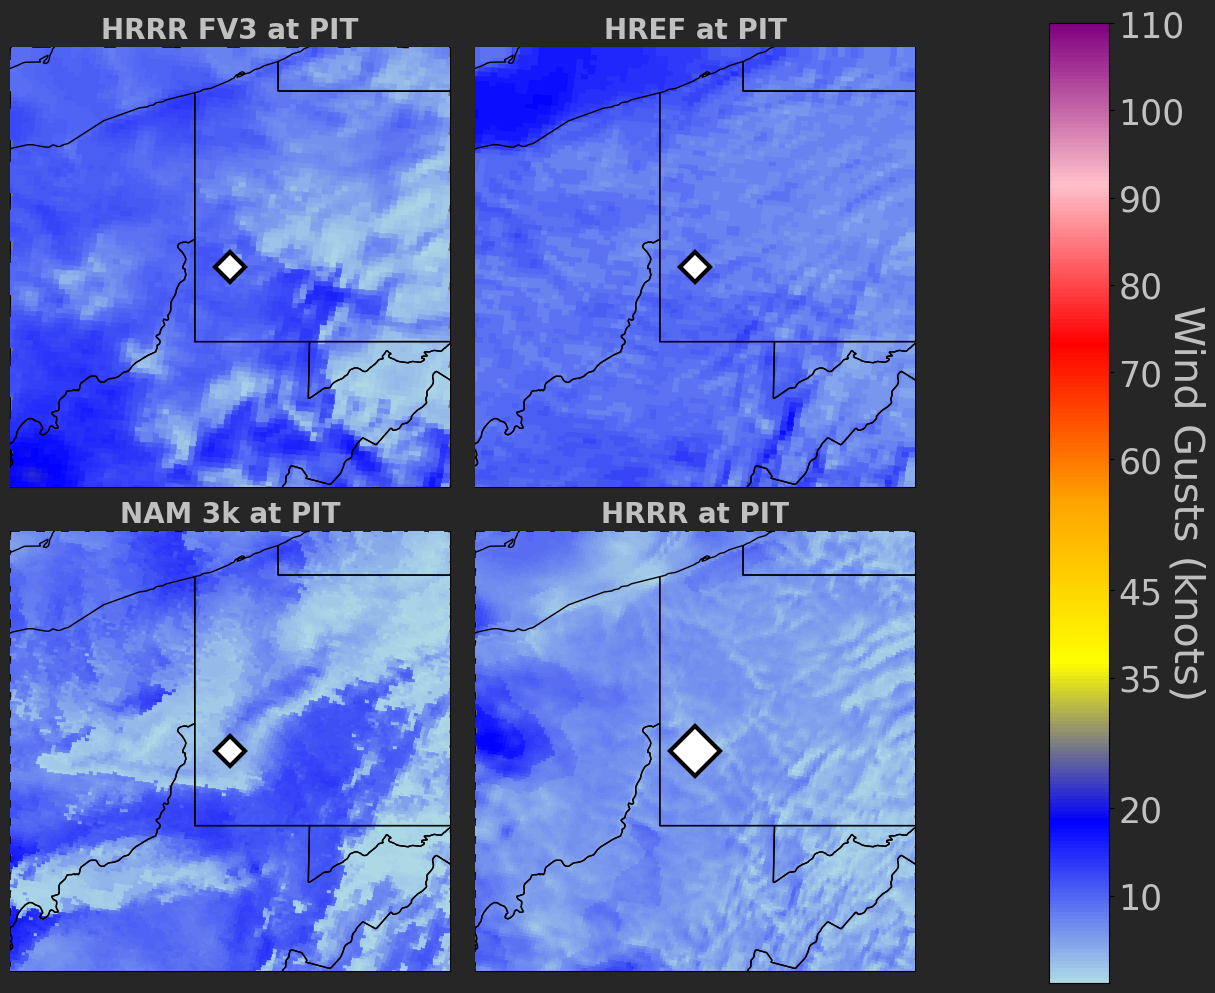 HRRR FV3 at PIT
HREF at PIT
NAM 3k at PIT
HRRR at PIT
110
100
90
80
70
60
45
35
20
10
Wind Gusts (knots)